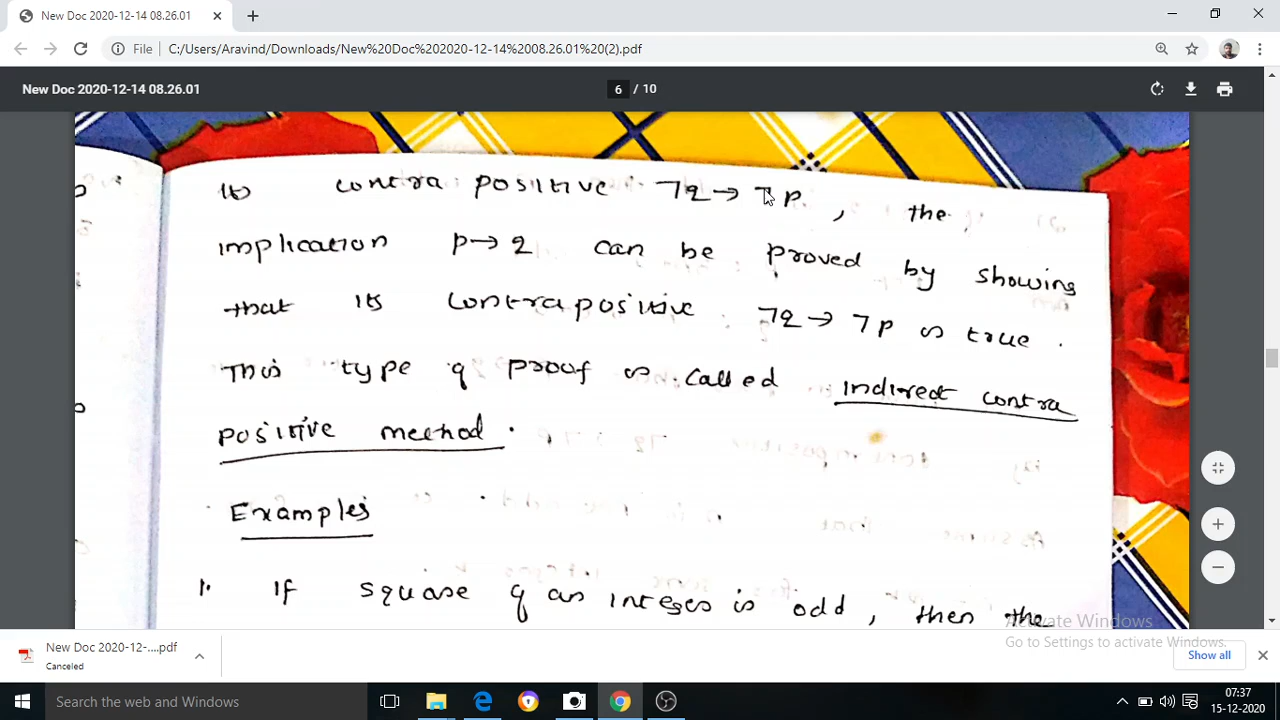 New Doc 2020-12-14 08.26.01
File C:/Users/Aravind/Downloads/New%20Doc%202020-12-14%2008.26.01%20(2).pdf
New Doc 2020-12-14 08.26.01 6 / 10
its contra positive ¬q → ¬p, the
implication p → q can be proved by showing
that its contrapositive ¬q → ¬p is true.
This type of proof is called indirect contra
positive method.
Examples
1. If square of an integer is odd, then the
Activate Windows
Go to Settings to activate Windows.
New Doc 2020-12-....pdf
Canceled
Show all
Search the web and Windows
07:37
15-12-2020